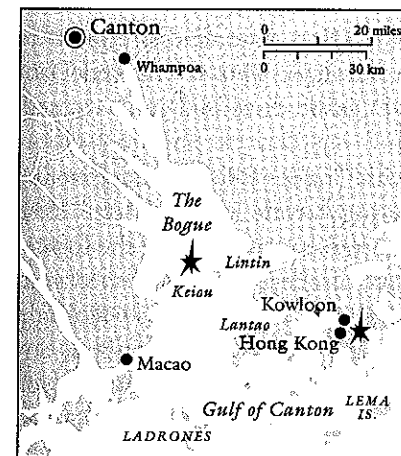 Canton
Whampoa
0 20 miles
0 30 km
The
Bogue
Lintin
Keiau
Kowloon
Lantao
Hong Kong
Macao
Gulf of Canton
LEMA
IS.
LADRONES